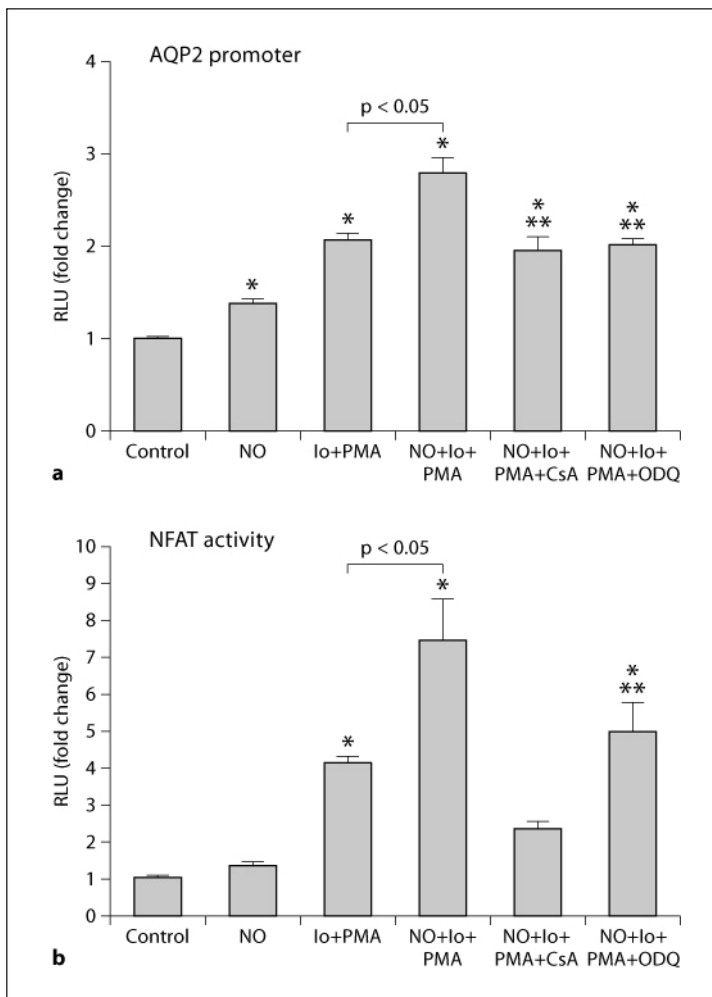 AQP2 promoter
4
3
2
1
0
RLU (fold change)
p < 0.05
*
*
*
*
**
*
**
Control
NO
Io+PMA
NO+Io+
PMA
NO+Io+
PMA+CsA
NO+Io+
PMA+ODQ
a
NFAT activity
10
9
8
7
6
5
4
3
2
1
0
RLU (fold change)
p < 0.05
*
*
*
**
Control
NO
Io+PMA
NO+Io+
PMA
NO+Io+
PMA+CsA
NO+Io+
PMA+ODQ
b